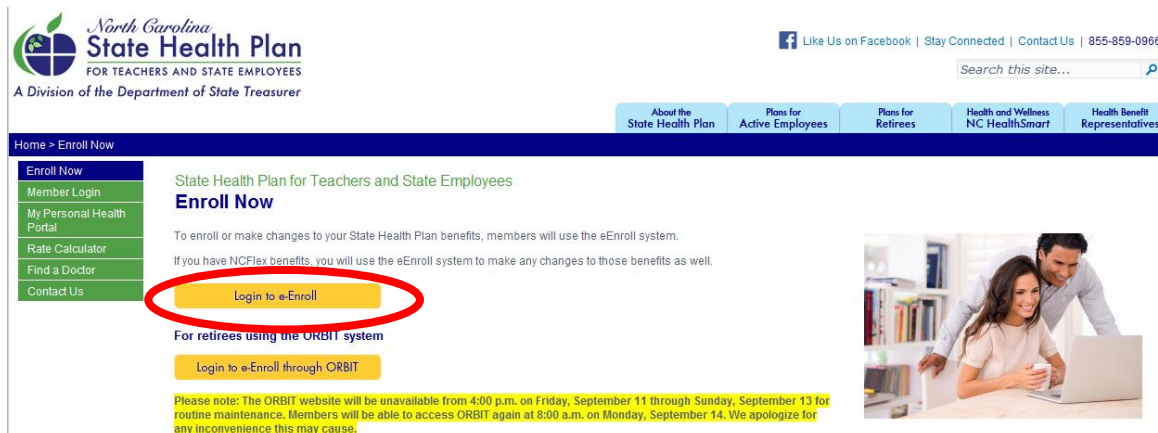 North Carolina
State Health Plan
FOR TEACHERS AND STATE EMPLOYEES
A Division of the Department of State Treasurer
Like Us on Facebook | Stay Connected | Contact Us | 855-859-0966
Search this site...
About the
State Health Plan
Plans for
Active Employees
Plans for
Retirees
Health and Wellness
NC HealthSmart
Health Benefit
Representatives
Home > Enroll Now
Enroll Now
Member Login
My Personal Health
Portal
Rate Calculator
Find a Doctor
Contact Us
State Health Plan for Teachers and State Employees
Enroll Now
To enroll or make changes to your State Health Plan benefits, members will use the eEnroll system.
If you have NCFlex benefits, you will use the eEnroll system to make any changes to those benefits as well.
Login to e-Enroll
For retirees using the ORBIT system
Login to e-Enroll through ORBIT
Please note: The ORBIT website will be unavailable from 4:00 p.m. on Friday, September 11 through Sunday, September 13 for
routine maintenance. Members will be able to access ORBIT again at 8:00 a.m. on Monday, September 14. We apologize for
any inconvenience this may cause.